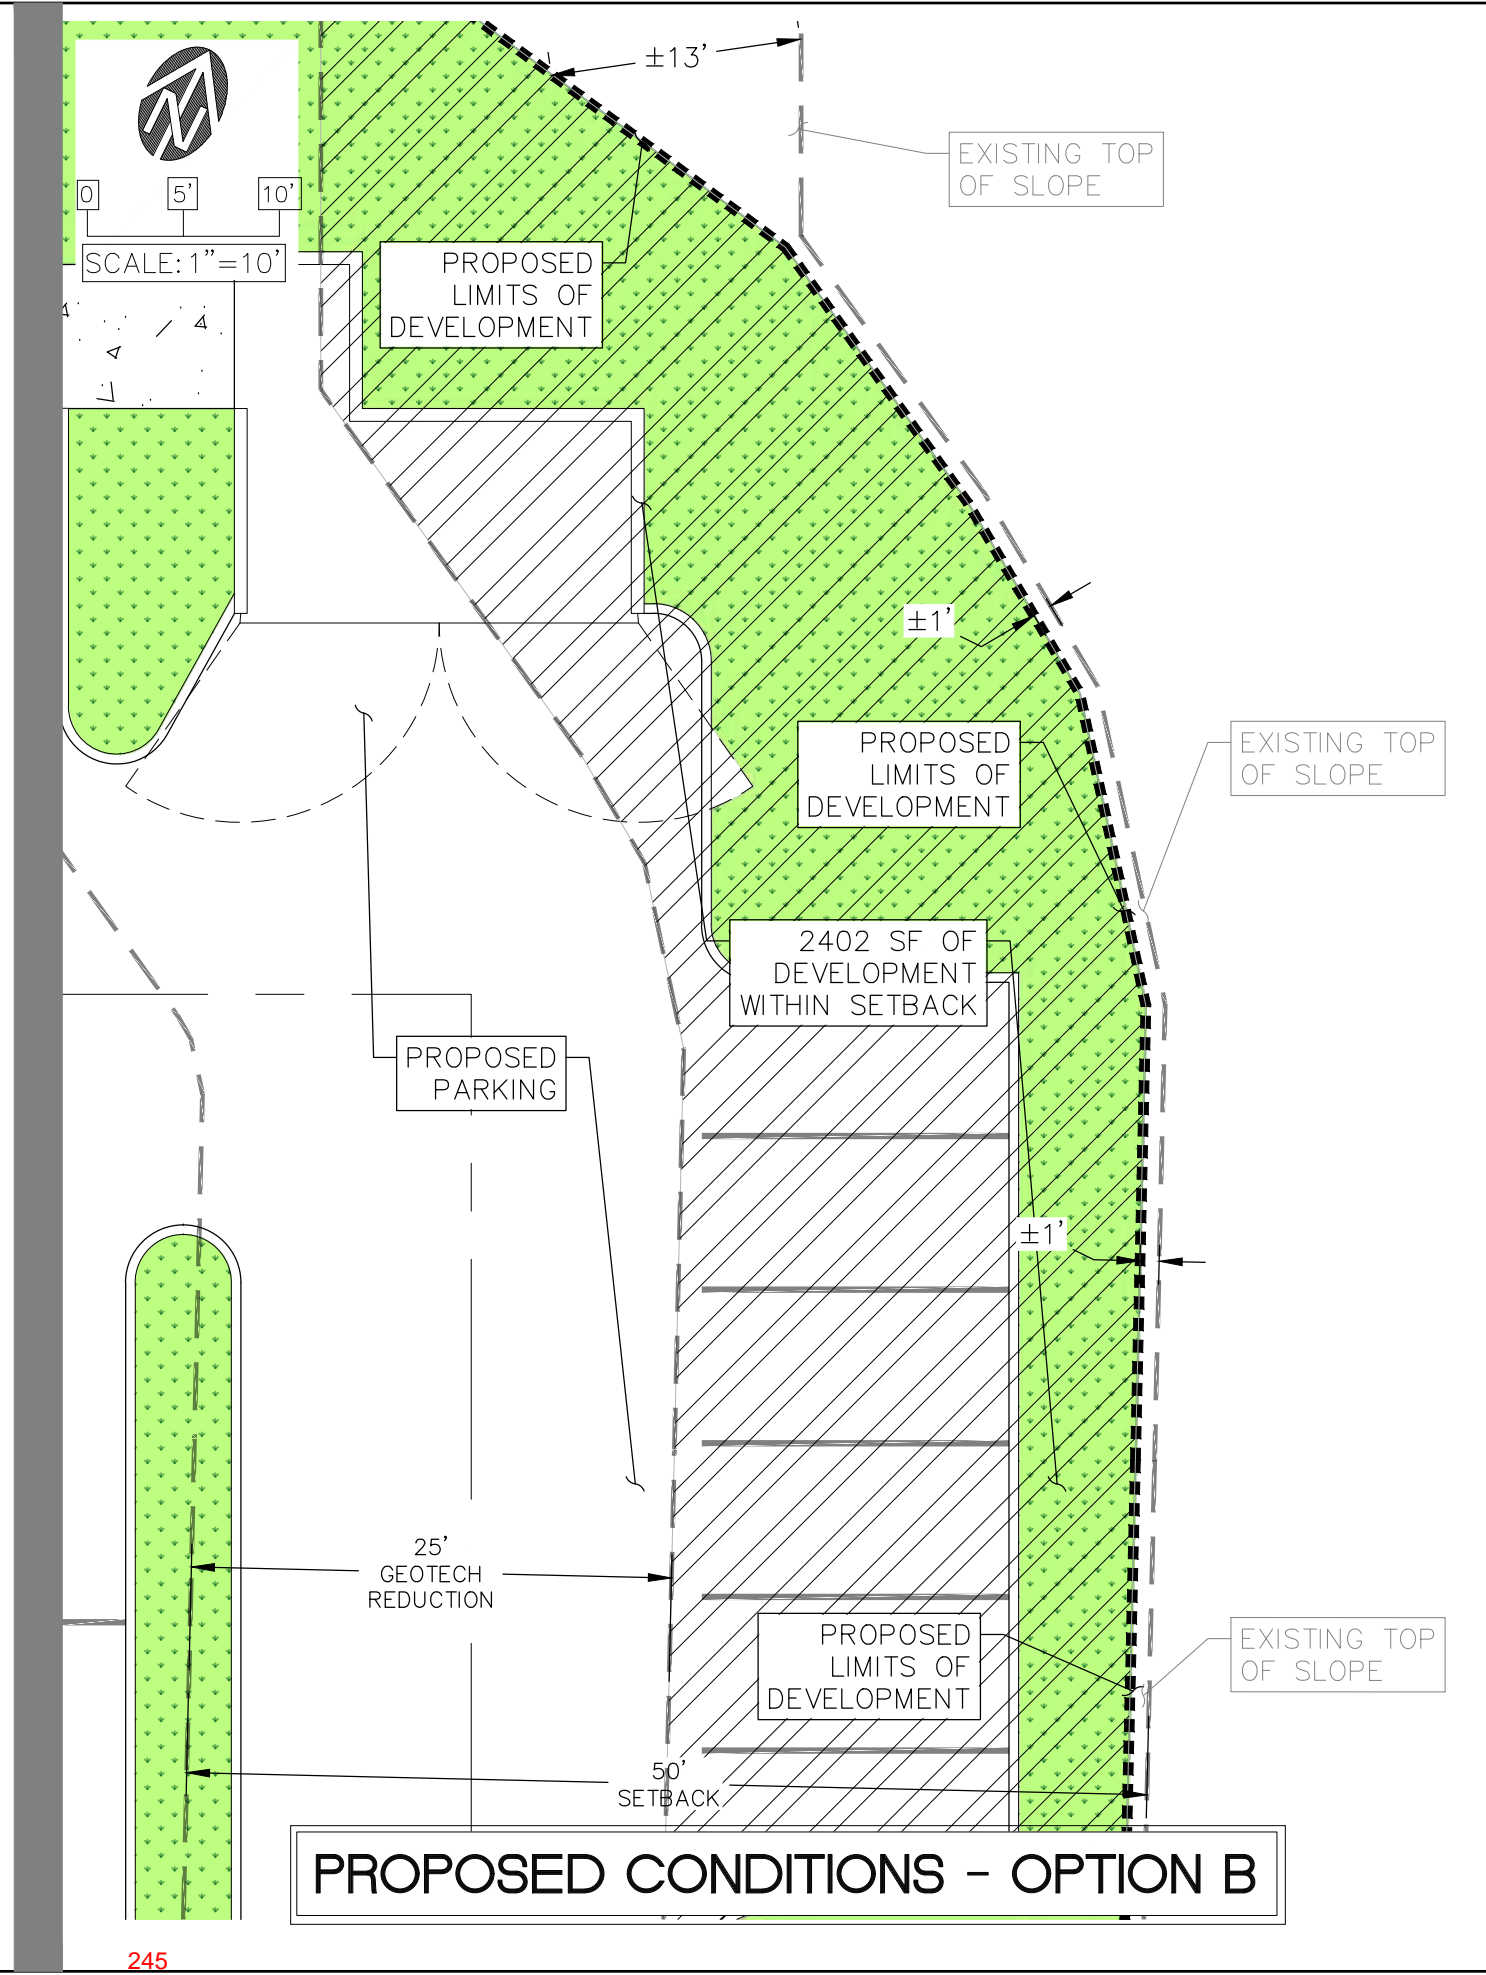 ±13'
EXISTING TOP
OF SLOPE
0 5' 10'
SCALE: 1"=10'
PROPOSED
LIMITS OF
DEVELOPMENT
±1'
PROPOSED
LIMITS OF
DEVELOPMENT
EXISTING TOP
OF SLOPE
2402 SF OF
DEVELOPMENT
WITHIN SETBACK
PROPOSED
PARKING
±1'
25'
GEOTECH
REDUCTION
PROPOSED
LIMITS OF
DEVELOPMENT
EXISTING TOP
OF SLOPE
50'
SETBACK
PROPOSED CONDITIONS - OPTION B
245